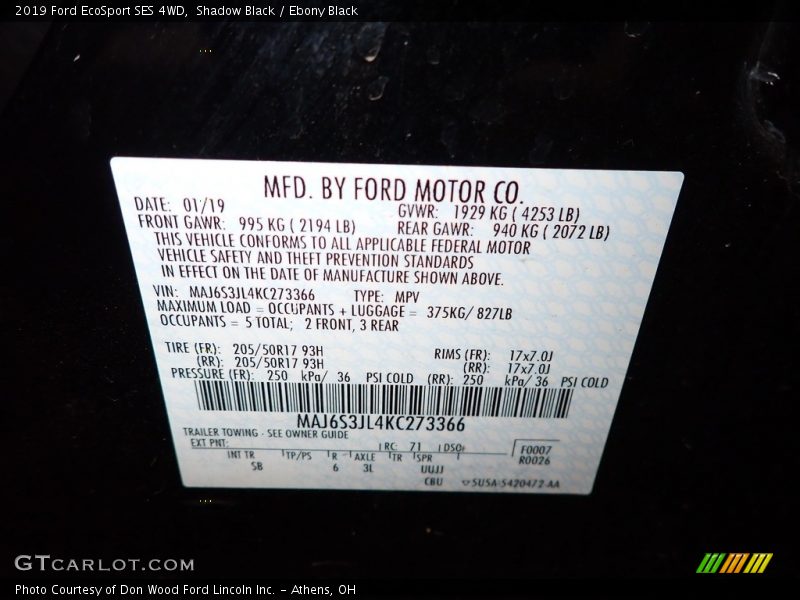 2019 Ford EcoSport SES 4WD, Shadow Black / Ebony Black
MFD. BY FORD MOTOR CO.
DATE: 01/19 GVWR: 1929 KG ( 4253 LB)
FRONT GAWR: 995 KG ( 2194 LB) REAR GAWR: 940 KG ( 2072 LB)
THIS VEHICLE CONFORMS TO ALL APPLICABLE FEDERAL MOTOR
VEHICLE SAFETY AND THEFT PREVENTION STANDARDS
IN EFFECT ON THE DATE OF MANUFACTURE SHOWN ABOVE.
VIN: MAJ6S3JL4KC273366 TYPE: MPV
MAXIMUM LOAD = OCCUPANTS + LUGGAGE = 375KG/ 827LB
OCCUPANTS = 5 TOTAL; 2 FRONT, 3 REAR
TIRE (FR): 205/50R17 93H RIMS (FR): 17x7.0J
(RR): 205/50R17 93H (RR): 17x7.0J
PRESSURE (FR): 250 kPa/ 36 PSI COLD (RR): 250 kPa/ 36 PSI COLD
MAJ6S3JL4KC273366
TRAILER TOWING - SEE OWNER GUIDE
EXT PNT: RC: 71 DSO: F0007
INT TR TP/PS R AXLE TR SPR R0026
SB 6 3L UUJJ
CBU SUSA-5420472-AA
GTCARLOT.COM
Photo Courtesy of Don Wood Ford Lincoln Inc. - Athens, OH